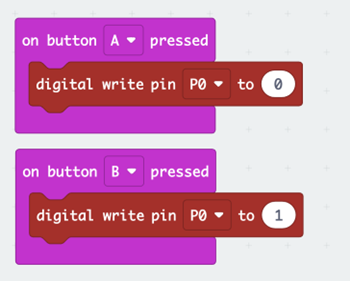 on button A pressed
digital write pin P0 to 0
on button B pressed
digital write pin P0 to 1